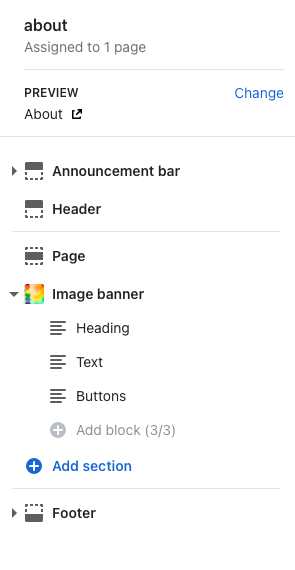 about
Assigned to 1 page
PREVIEW
Change
About
Announcement bar
Header
Page
Image banner
Heading
Text
Buttons
Add block (3/3)
Add section
Footer